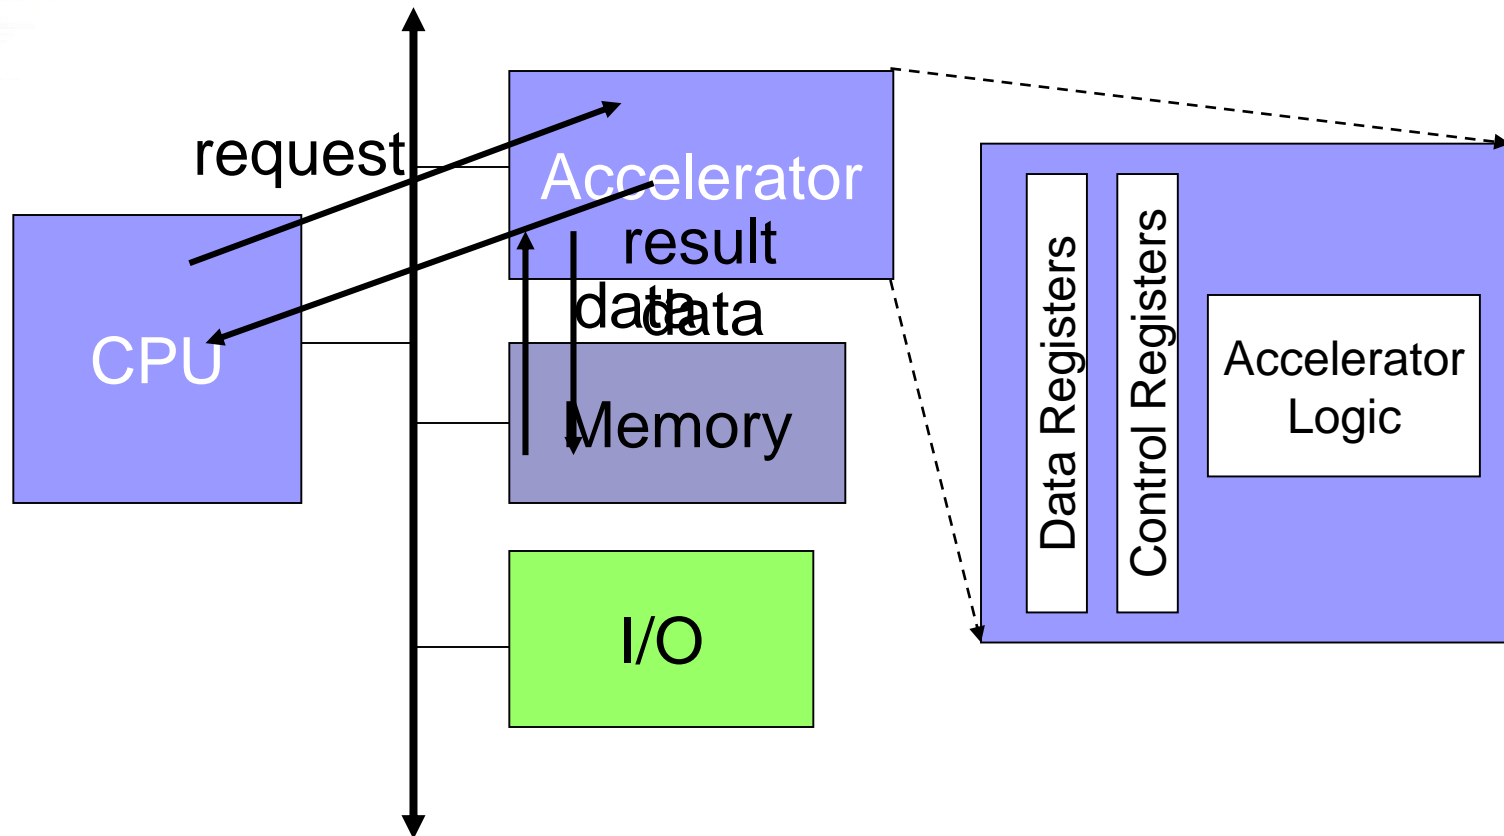 request
Accelerator
result
data
data
CPU
Memory
I/O
Data Registers
Control Registers
Accelerator
Logic